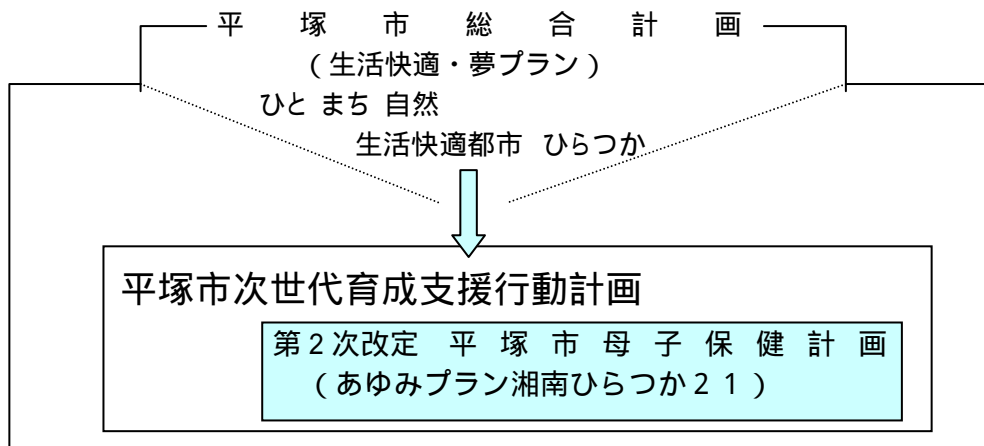 平塚市総合計画
(生活快適・夢プラン)
ひと まち 自然
生活快適都市 ひらつか
平塚市次世代育成支援行動計画
第2次改定 平塚市母子保健計画
(あゆみプラン湘南ひらつか21)